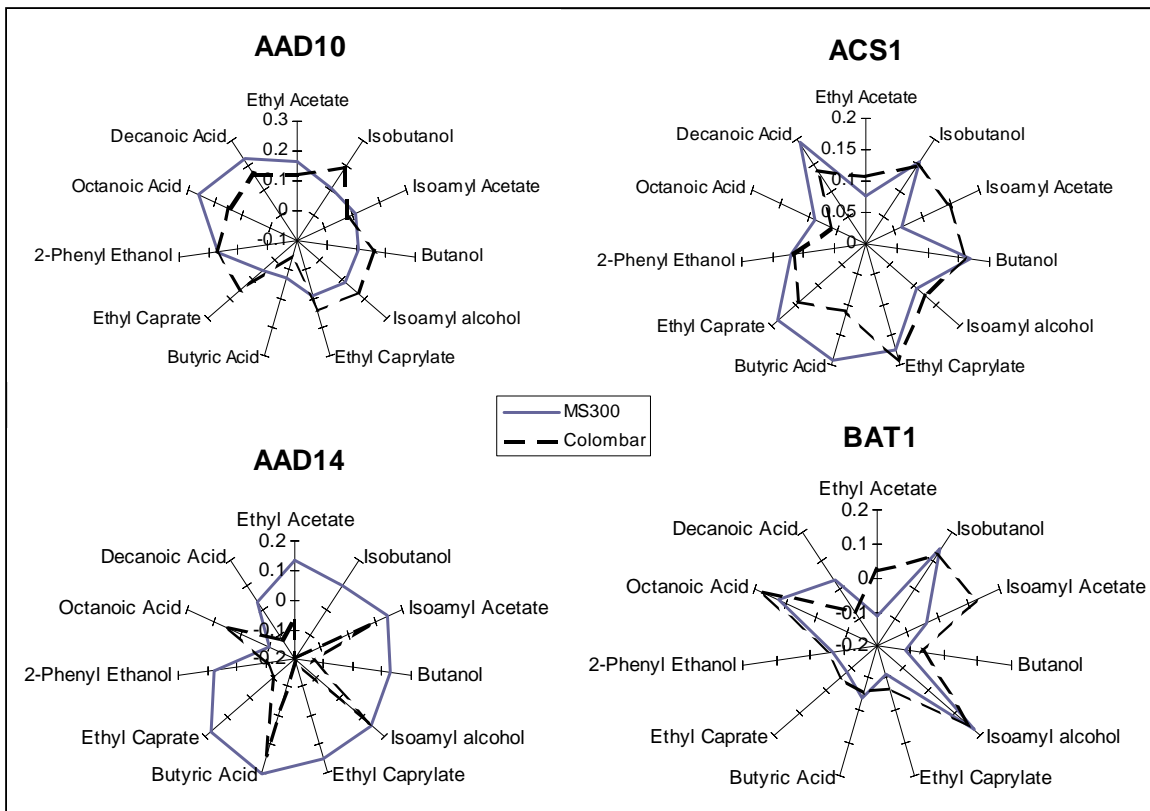 AAD10
Ethyl Acetate
0.3
0.2
0.1
0
-0.1
Isobutanol
Isoamyl Acetate
Butanol
Isoamyl alcohol
Ethyl Caprylate
Butyric Acid
Ethyl Caprate
2-Phenyl Ethanol
Octanoic Acid
Decanoic Acid
ACS1
Ethyl Acetate
0.2
0.15
0.1
0.05
0
Isobutanol
Isoamyl Acetate
Butanol
Isoamyl alcohol
Ethyl Caprylate
Butyric Acid
Ethyl Caprate
2-Phenyl Ethanol
Octanoic Acid
Decanoic Acid
MS300
Colombar
AAD14
Ethyl Acetate
0.2
0.1
0
-0.1
-0.2
Isobutanol
Isoamyl Acetate
Butanol
Isoamyl alcohol
Ethyl Caprylate
Butyric Acid
Ethyl Caprate
2-Phenyl Ethanol
Octanoic Acid
Decanoic Acid
BAT1
Ethyl Acetate
0.2
0.1
0
-0.1
-0.2
Isobutanol
Isoamyl Acetate
Butanol
Isoamyl alcohol
Ethyl Caprylate
Butyric Acid
Ethyl Caprate
2-Phenyl Ethanol
Octanoic Acid
Decanoic Acid